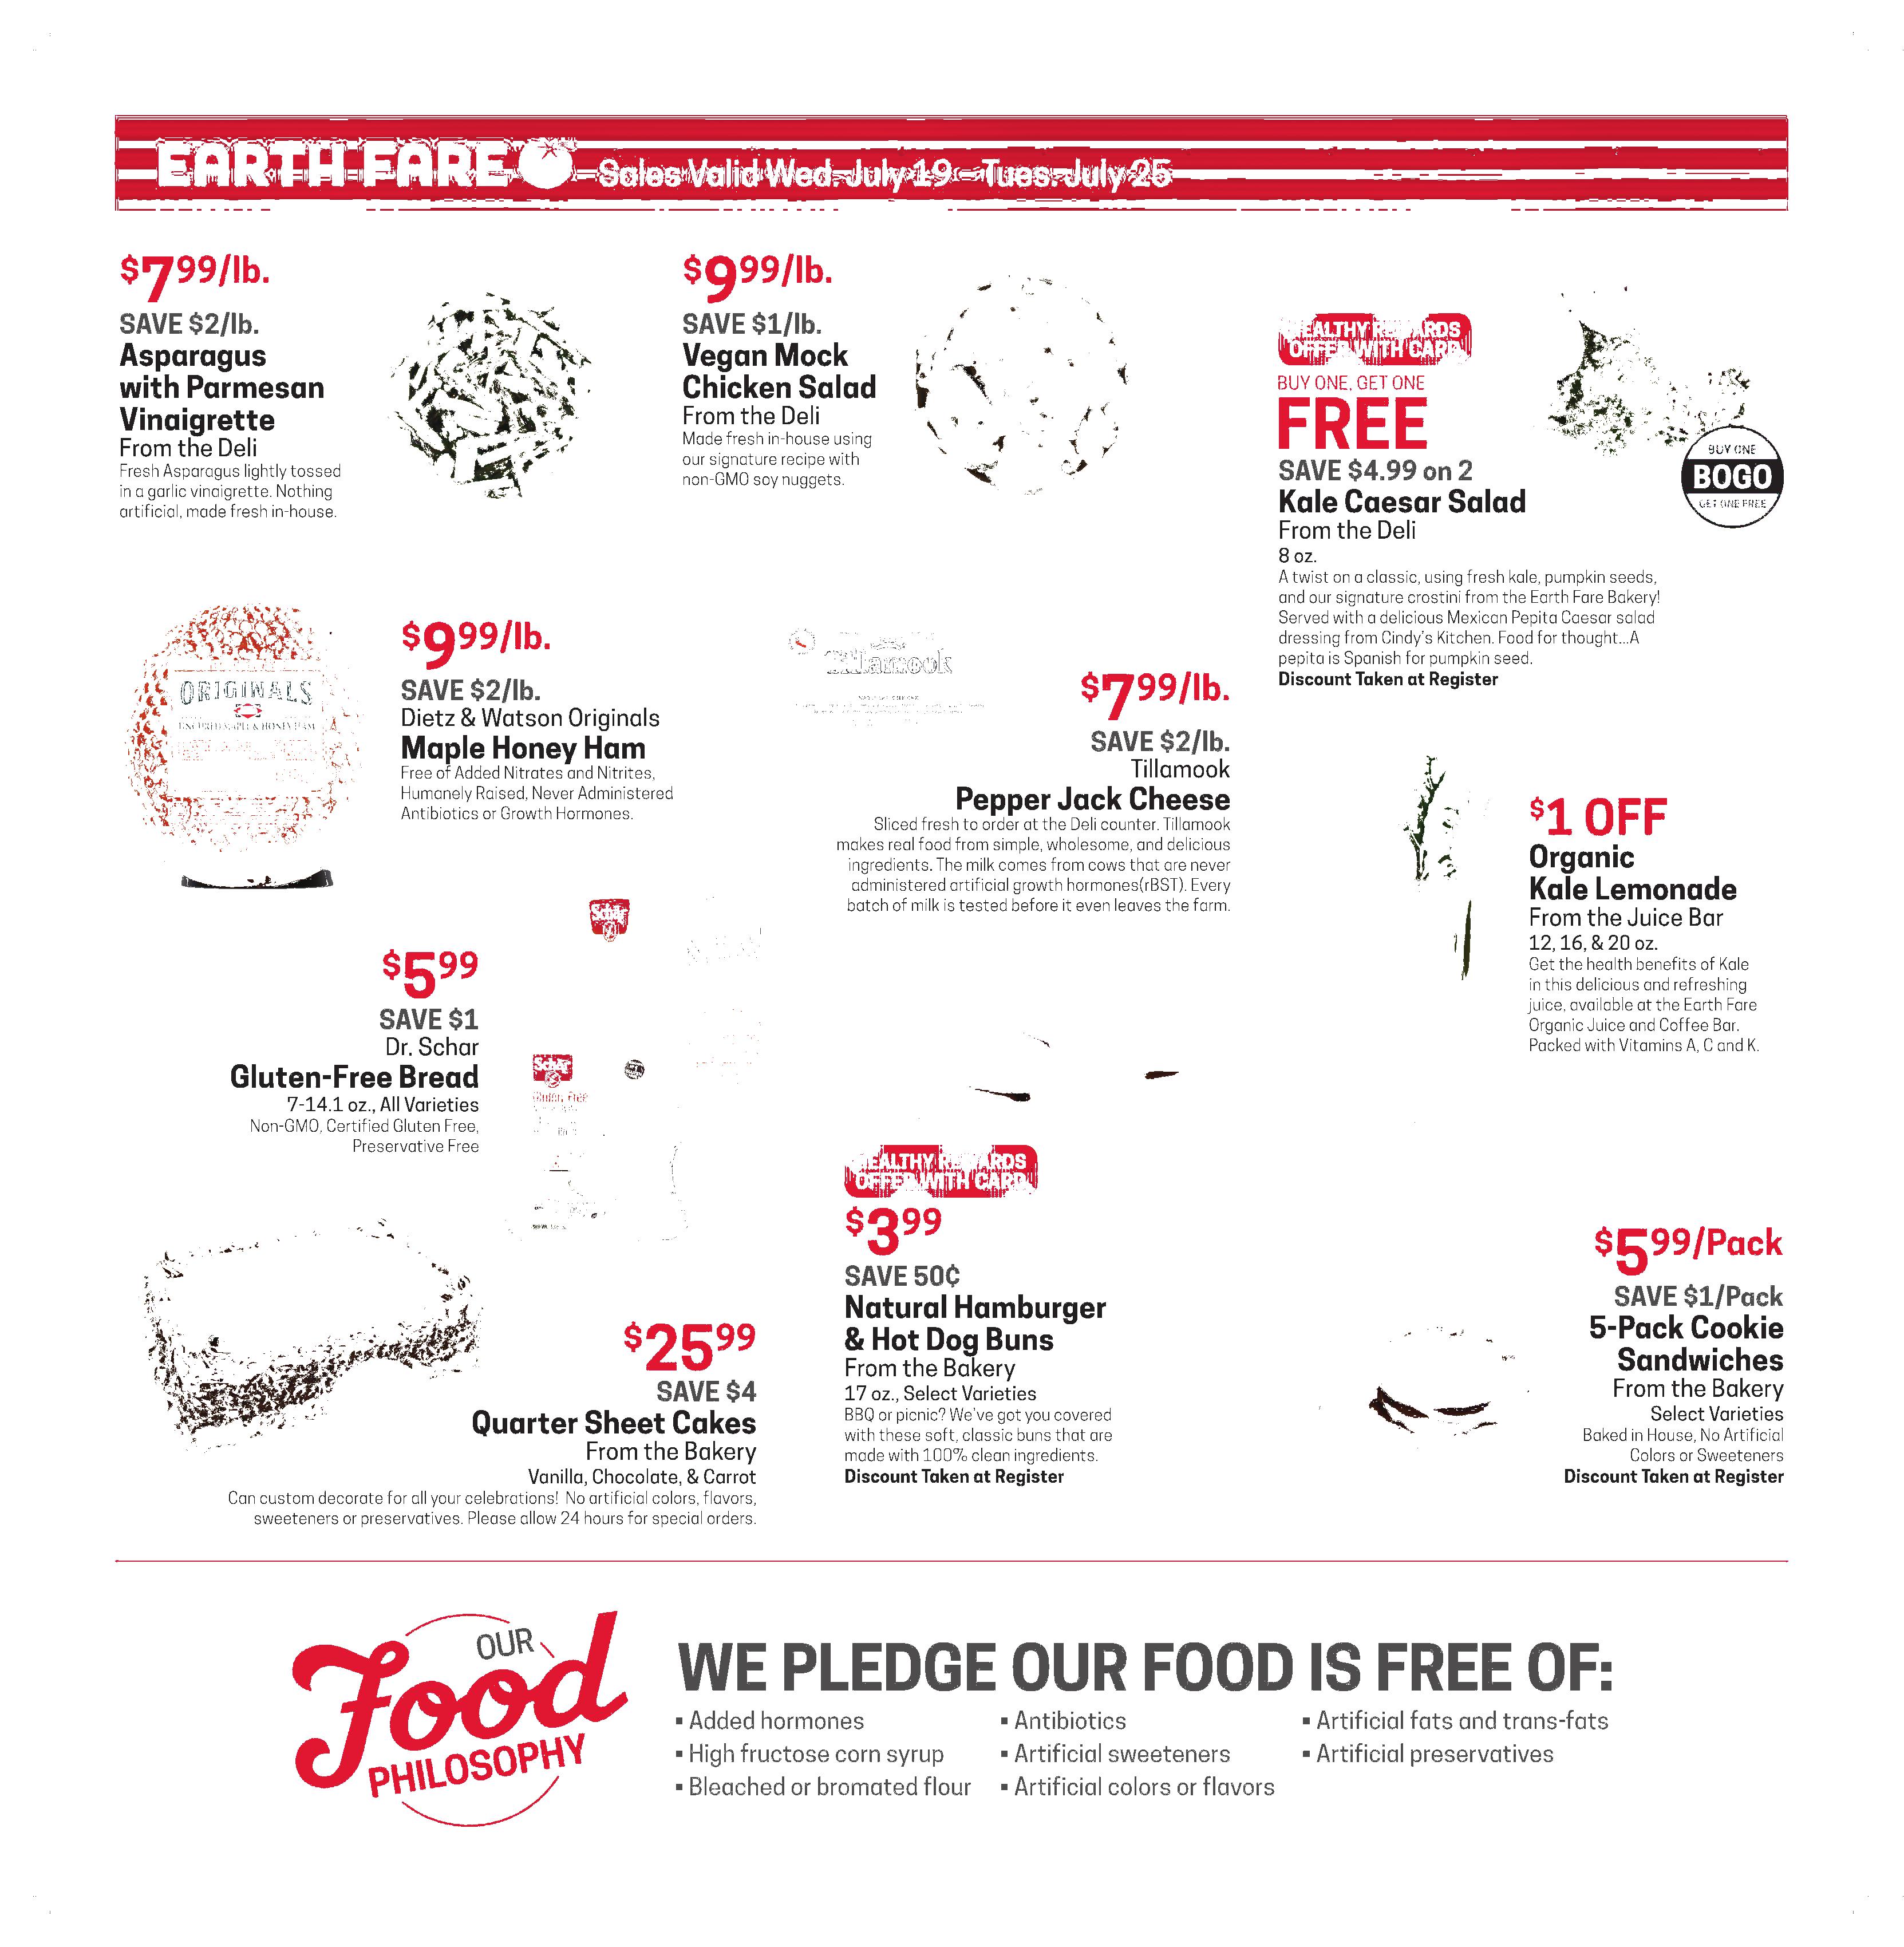 EARTH FARE Sales Valid Wed. July 19 - Tues. July 25
$7 99/lb.
SAVE $2/lb.
Asparagus
with Parmesan
Vinaigrette
From the Deli
Fresh Asparagus lightly tossed
in a garlic vinaigrette. Nothing
artificial, made fresh in-house.
$9 99/lb.
SAVE $1/lb.
Vegan Mock
Chicken Salad
From the Deli
Made fresh in-house using
our signature recipe with
non-GMO soy nuggets.
HEALTHY REWARDS
OFFER WITH CARD
BUY ONE, GET ONE
FREE
SAVE $4.99 on 2
Kale Caesar Salad
From the Deli
8 oz.
A twist on a classic, using fresh kale, pumpkin seeds,
and our signature crostini from the Earth Fare Bakery!
Served with a delicious Mexican Pepita Caesar salad
dressing from Cindy's Kitchen. Food for thought...A
pepita is Spanish for pumpkin seed.
Discount Taken at Register
BUY ONE
BOGO
GET ONE FREE
ORIGINALS
UNCURED MAPLE & HONEY HAM
$9 99/lb.
SAVE $2/lb.
Dietz & Watson Originals
Maple Honey Ham
Free of Added Nitrates and Nitrites,
Humanely Raised, Never Administered
Antibiotics or Growth Hormones.
Tillamook
$7 99/lb.
SAVE $2/lb.
Tillamook
Pepper Jack Cheese
Sliced fresh to order at the Deli counter. Tillamook
makes real food from simple, wholesome, and delicious
ingredients. The milk comes from cows that are never
administered artificial growth hormones(rBST). Every
batch of milk is tested before it even leaves the farm.
$1 OFF
Organic
Kale Lemonade
From the Juice Bar
12, 16, & 20 oz.
Get the health benefits of Kale
in this delicious and refreshing
juice, available at the Earth Fare
Organic Juice and Coffee Bar.
Packed with Vitamins A, C and K.
$5 99
SAVE $1
Dr. Schar
Gluten-Free Bread
7-14.1 oz., All Varieties
Non-GMO, Certified Gluten Free,
Preservative Free
Schär
Schär
Gluten Free
HEALTHY REWARDS
OFFER WITH CARD
$3 99
SAVE 50¢
Natural Hamburger
& Hot Dog Buns
From the Bakery
17 oz., Select Varieties
BBQ or picnic? We've got you covered
with these soft, classic buns that are
made with 100% clean ingredients.
Discount Taken at Register
$25 99
SAVE $4
Quarter Sheet Cakes
From the Bakery
Vanilla, Chocolate, & Carrot
Can custom decorate for all your celebrations! No artificial colors, flavors,
sweeteners or preservatives. Please allow 24 hours for special orders.
$5 99/Pack
SAVE $1/Pack
5-Pack Cookie
Sandwiches
From the Bakery
Select Varieties
Baked in House, No Artificial
Colors or Sweeteners
Discount Taken at Register
OUR
Food
PHILOSOPHY
WE PLEDGE OUR FOOD IS FREE OF:
▪ Added hormones
▪ High fructose corn syrup
▪ Bleached or bromated flour
▪ Antibiotics
▪ Artificial sweeteners
▪ Artificial colors or flavors
▪ Artificial fats and trans-fats
▪ Artificial preservatives